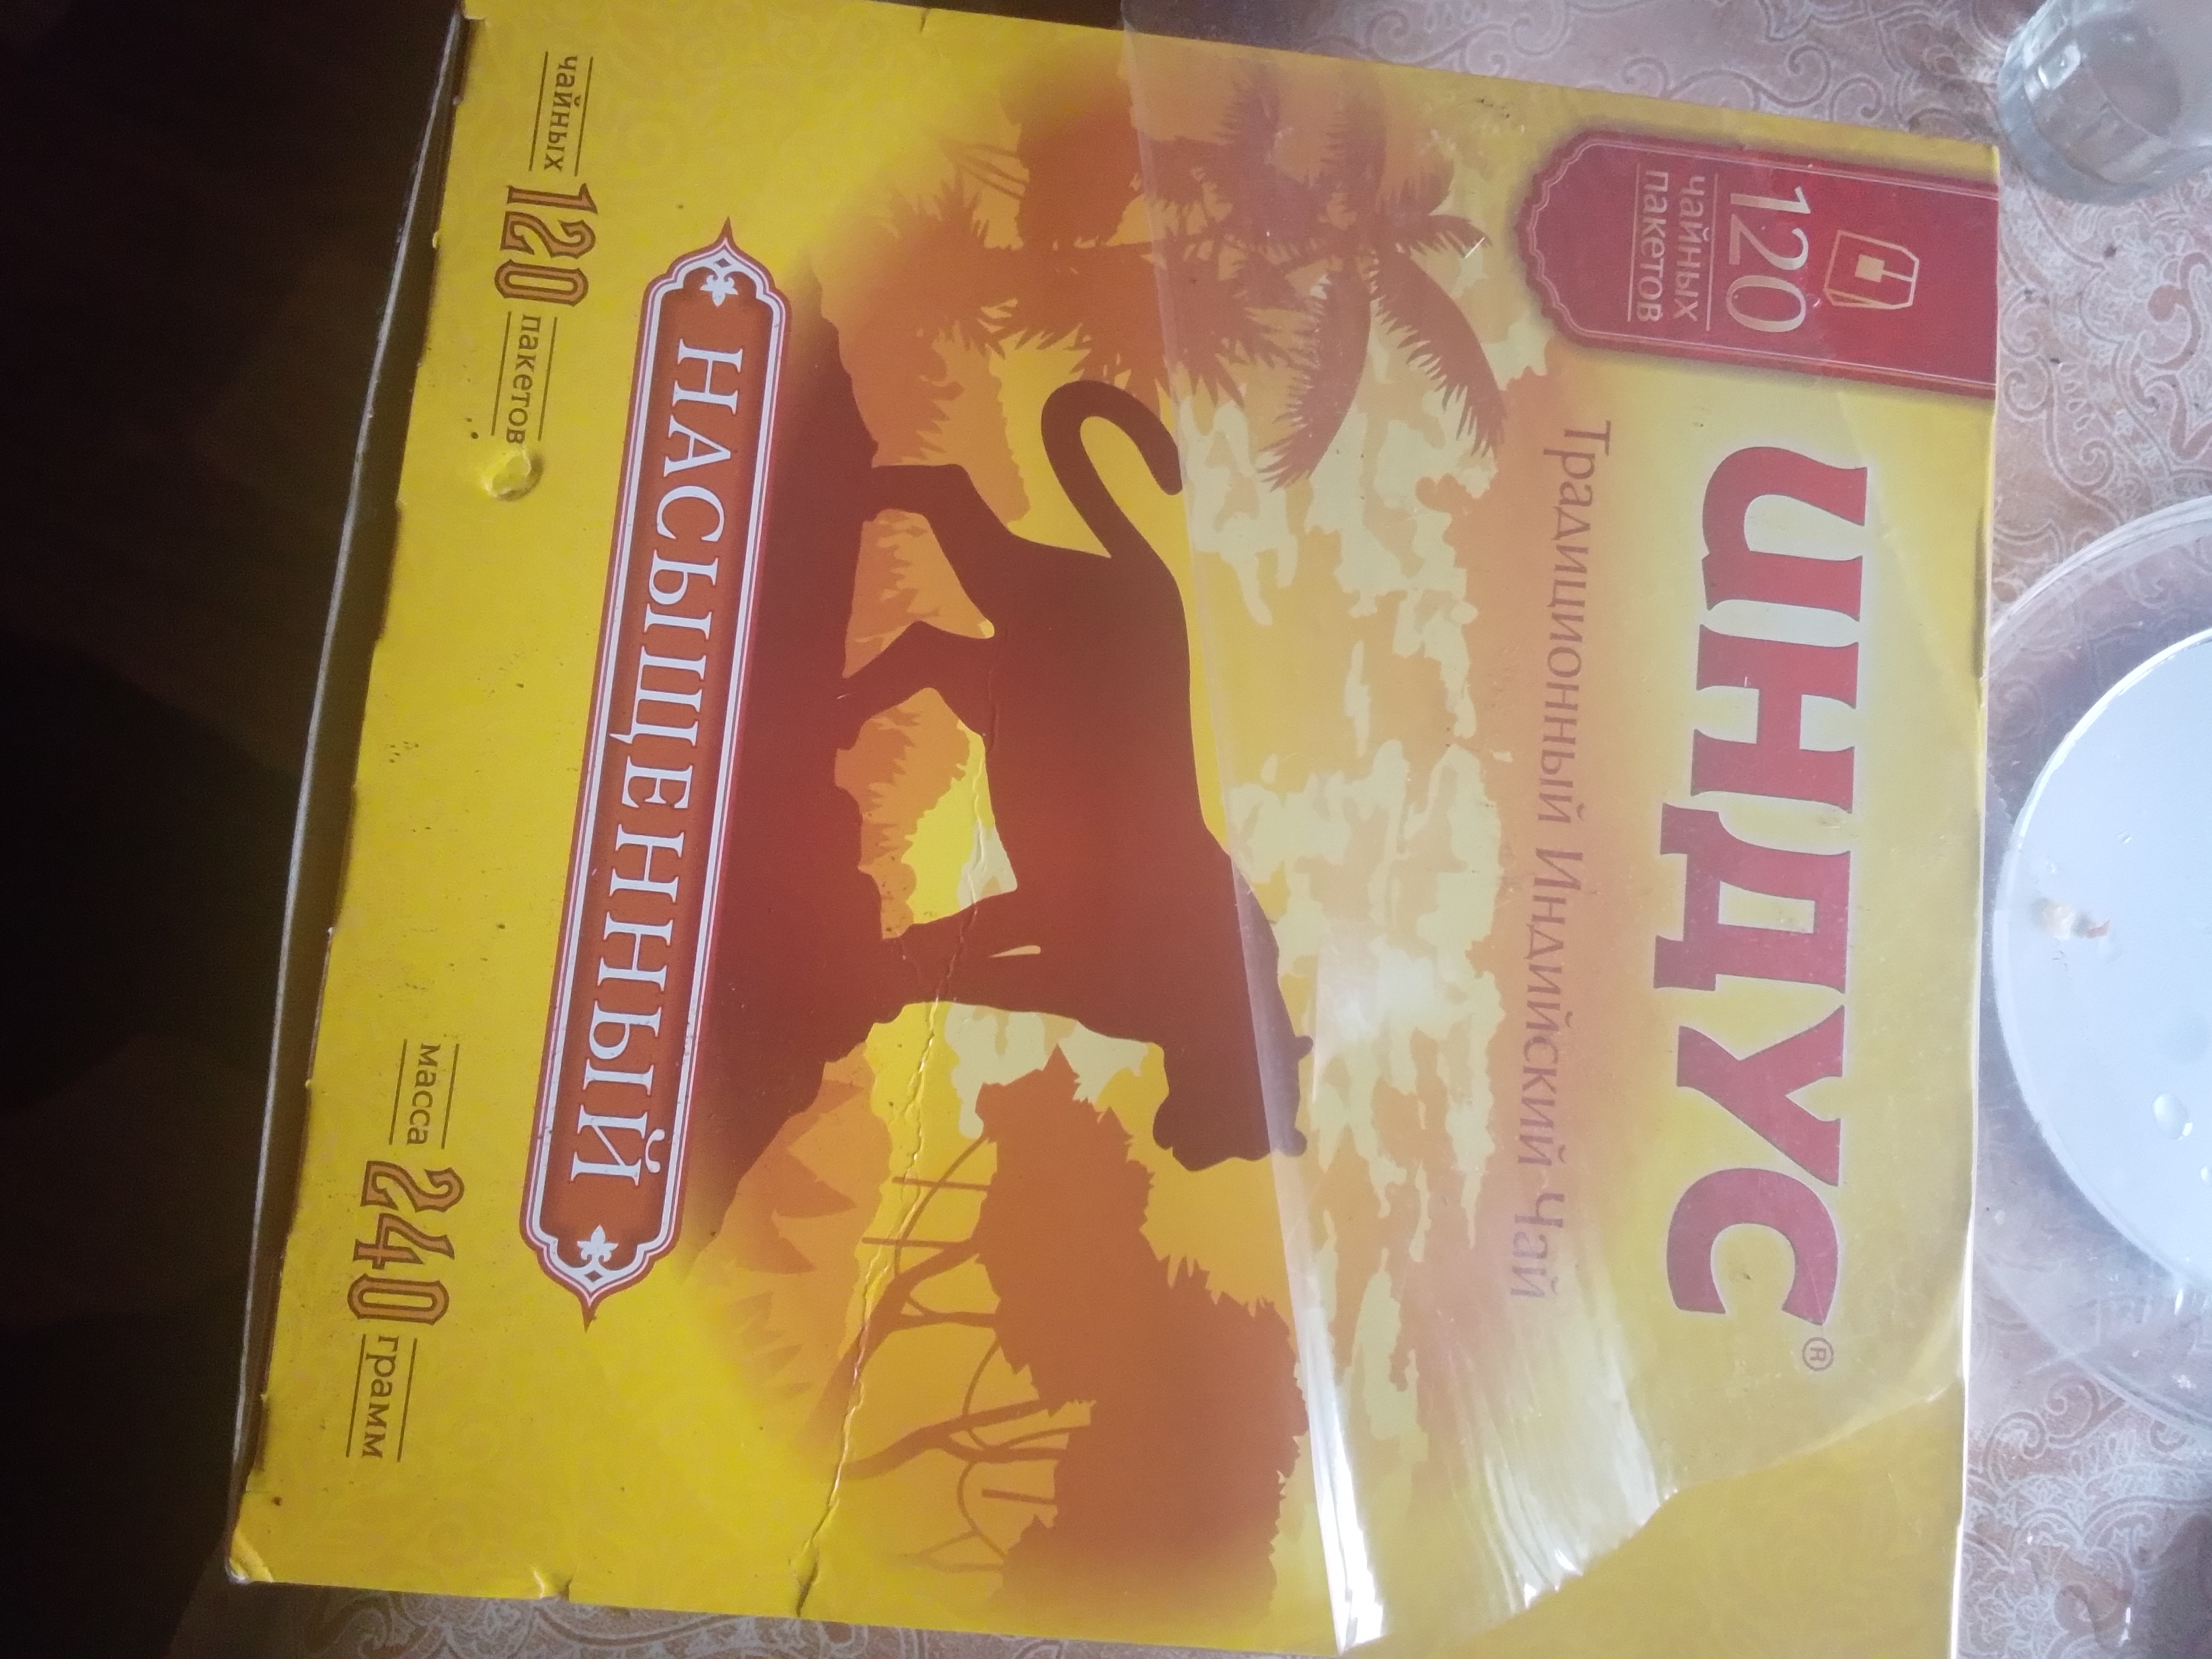 120
чайных
пакетов
ИНДУС®
Традиционный Индийский Чай
НАСЫЩЕННЫЙ
чайных 120 пакетов
масса 240 грамм